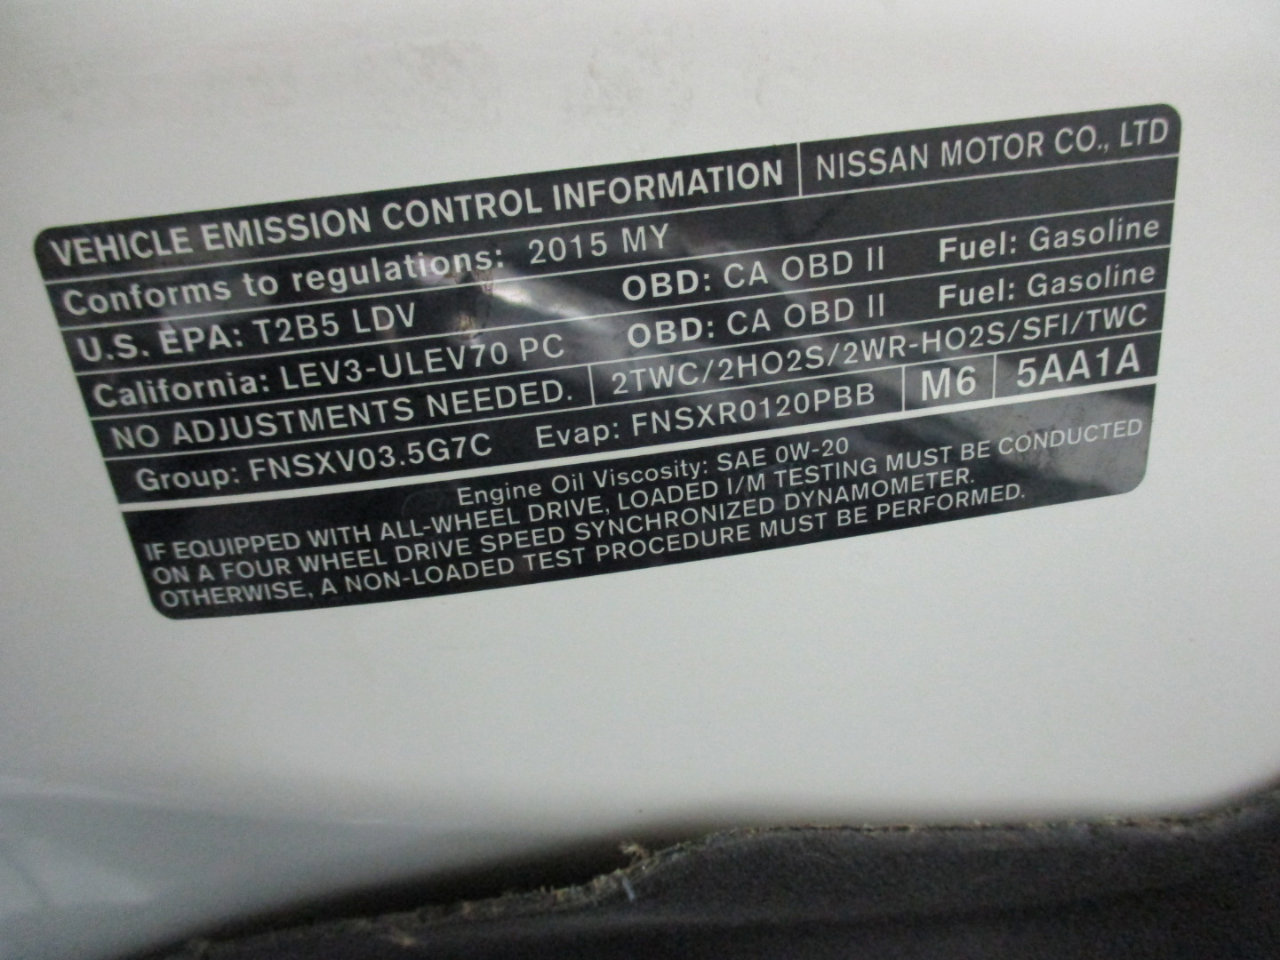 VEHICLE EMISSION CONTROL INFORMATION NISSAN MOTOR CO., LTD
Conforms to regulations: 2015 MY
U.S. EPA: T2B5 LDV OBD: CA OBD II Fuel: Gasoline
California: LEV3-ULEV70 PC OBD: CA OBD II Fuel: Gasoline
NO ADJUSTMENTS NEEDED. 2TWC/2HO2S/2WR-HO2S/SFI/TWC
Group: FNSXV03.5G7C Evap: FNSXR0120PBB M6 5AA1A
Engine Oil Viscosity: SAE 0W-20
IF EQUIPPED WITH ALL-WHEEL DRIVE, LOADED I/M TESTING MUST BE CONDUCTED
ON A FOUR WHEEL DRIVE SPEED SYNCHRONIZED DYNAMOMETER.
OTHERWISE, A NON-LOADED TEST PROCEDURE MUST BE PERFORMED.